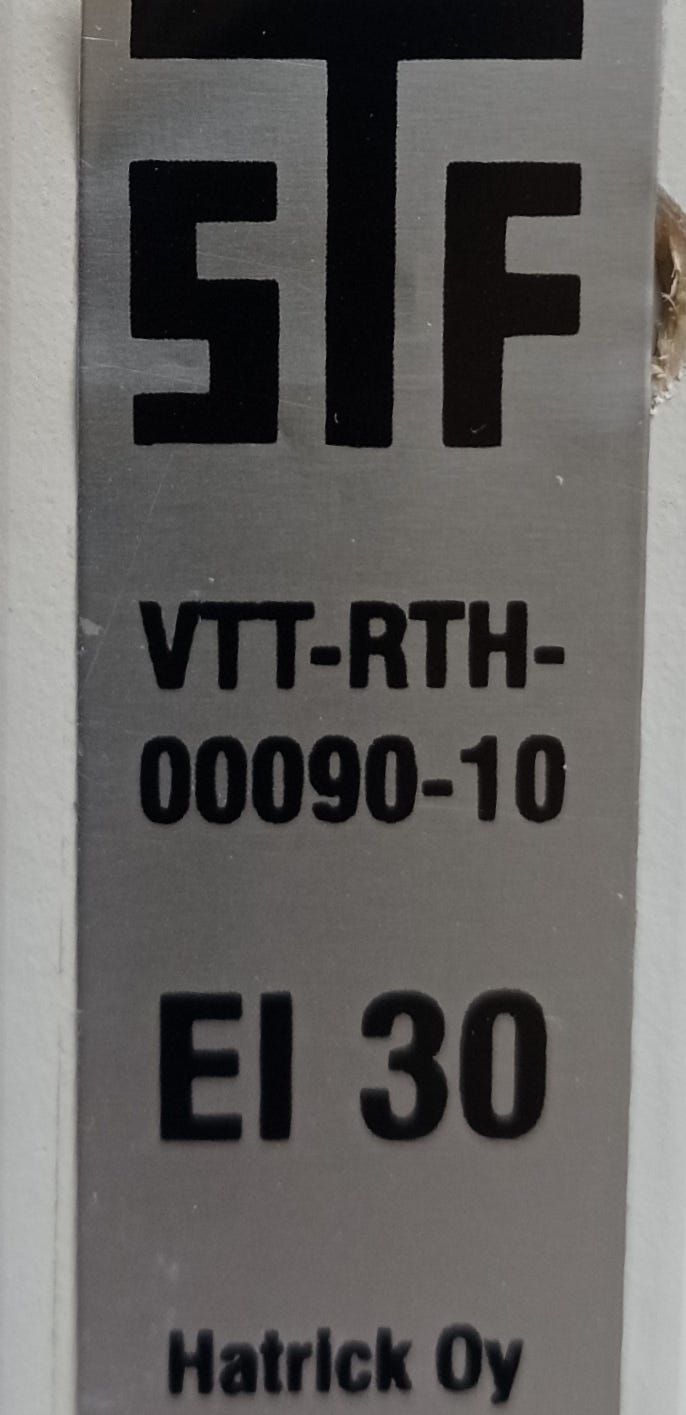 STF
VTT-RTH-
00090-10
EI 30
Hatrick Oy